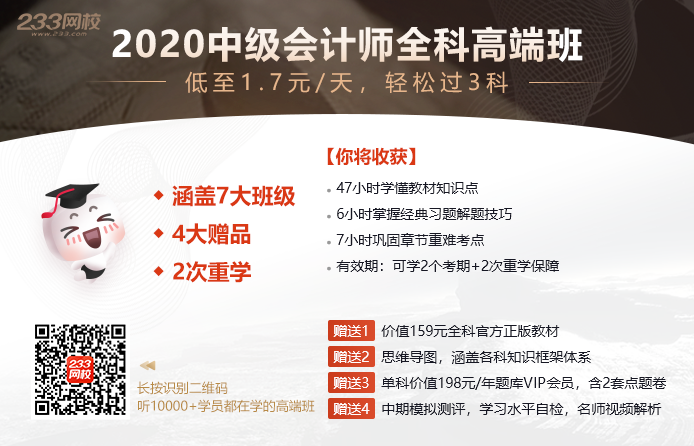 233网校
www.233.com
2020中级会计师全科高端班
低至1.7元/天，轻松过3科
【你将收获】
涵盖7大班级
4大赠品
2次重学
47小时学懂教材知识点
6小时掌握经典习题解题技巧
7小时巩固章节重难考点
有效期：可学2个考期+2次重学保障
233
网校
长按识别二维码
听10000+学员都在学的高端班
赠送1 价值159元全科官方正版教材
赠送2 思维导图，涵盖各科知识框架体系
赠送3 单科价值198元/年题库VIP会员，含2套点题卷
赠送4 中期模拟测评，学习水平自检，名师视频解析